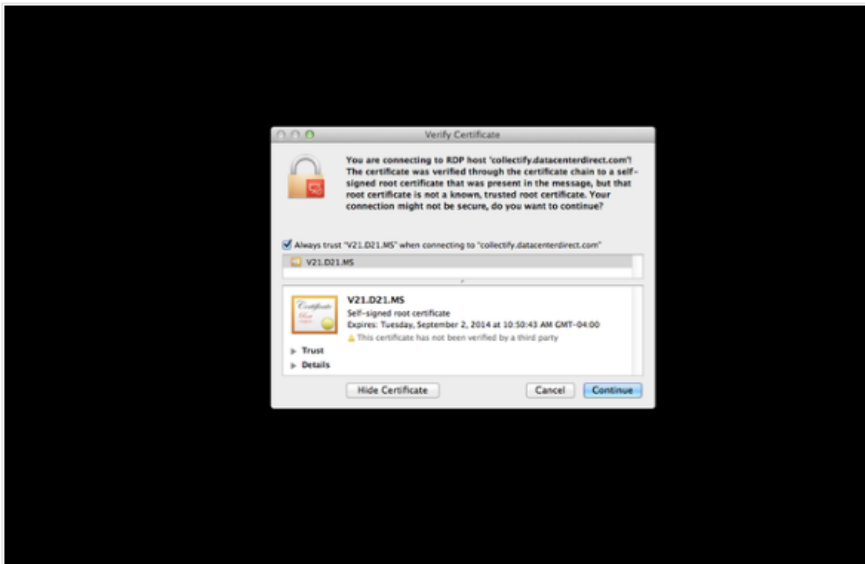 Verify Certificate
You are connecting to RDP host 'collectify.datacenterdirect.com'!
The certificate was verified through the certificate chain to a self-
signed root certificate that was present in the message, but that
root certificate is not a known, trusted root certificate. Your
connection might not be secure, do you want to continue?
Always trust "V21.D21.MS" when connecting to "collectify.datacenterdirect.com"
V21.D21.MS
Certificate
V21.D21.MS
Self-signed root certificate
Expires: Tuesday, September 2, 2014 at 10:50:43 AM GMT-04:00
This certificate has not been verified by a third party
Trust
Details
Hide Certificate
Cancel
Continue